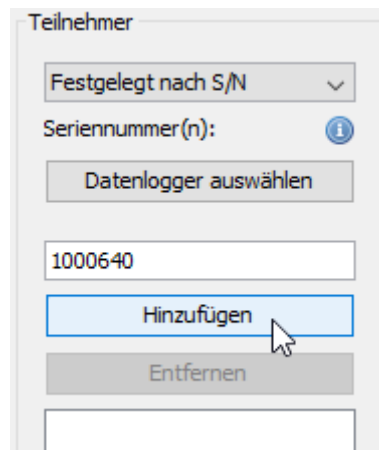 Teilnehmer
Festgelegt nach S/N
Seriennummer(n):
Datenlogger auswählen
1000640
Hinzufügen
Entfernen